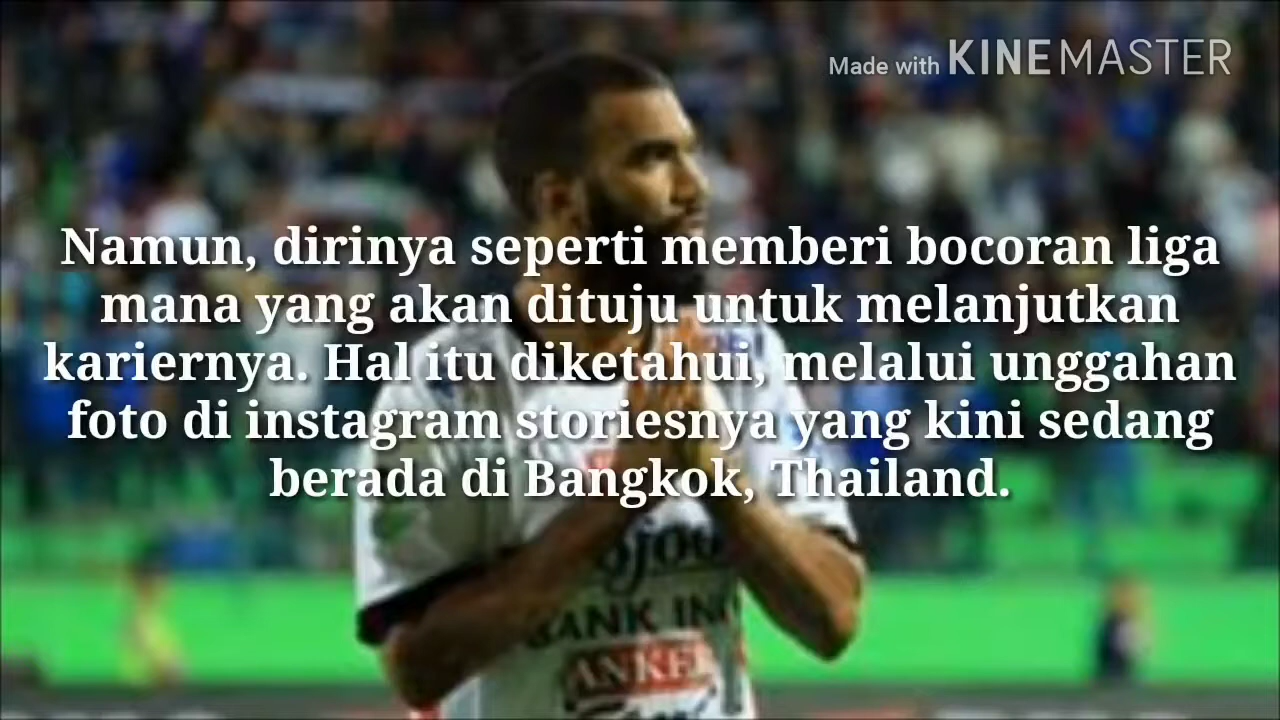 Made with KINEMASTER
Namun, dirinya seperti memberi bocoran liga
mana yang akan dituju untuk melanjutkan
kariernya. Hal itu diketahui, melalui unggahan
foto di instagram storiesnya yang kini sedang
berada di Bangkok, Thailand.
BANK